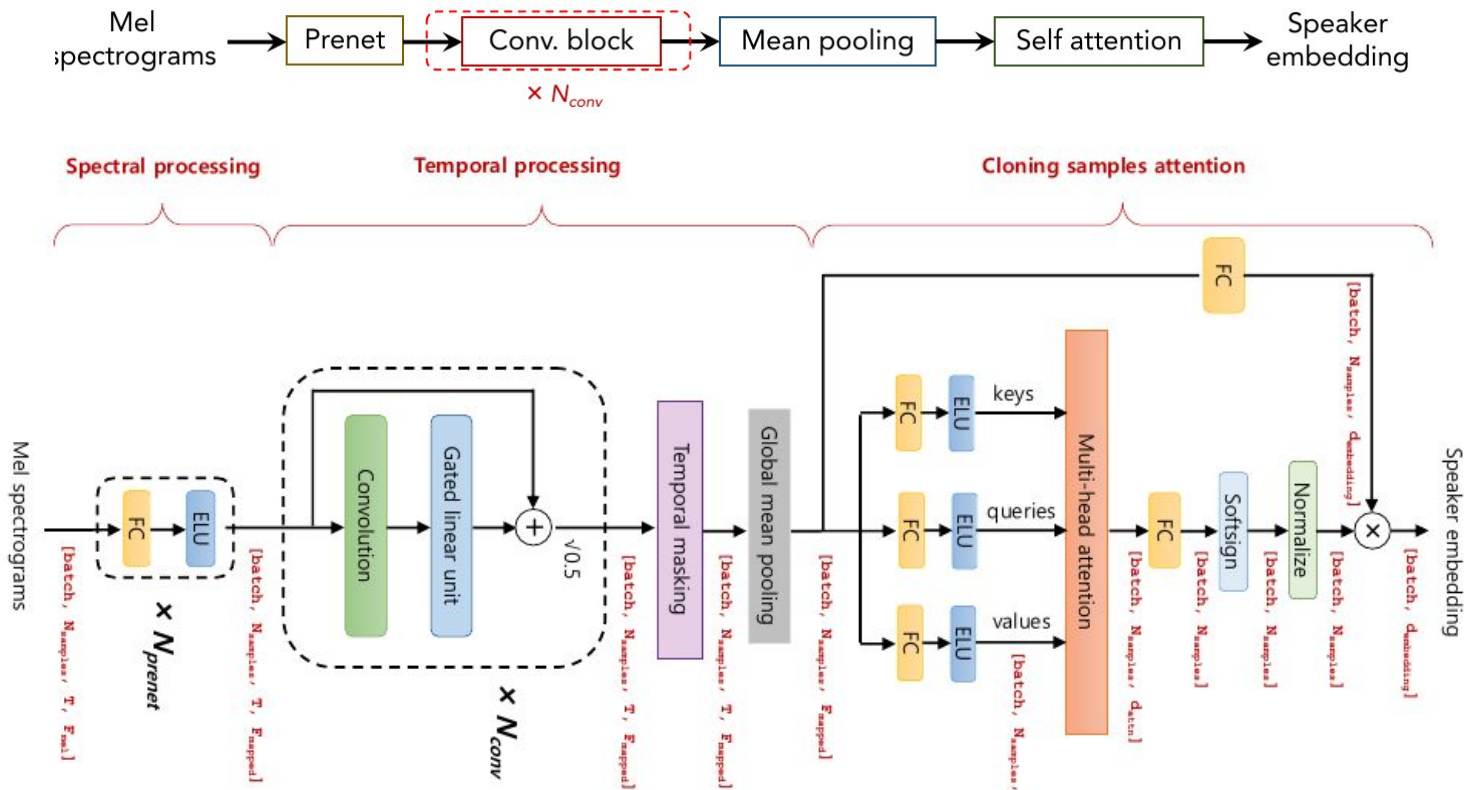 Mel
spectrograms
Prenet
Conv. block
× N_conv
Mean pooling
Self attention
Speaker
embedding
Spectral processing
Temporal processing
Cloning samples attention
Mel spectrograms
[batch, N_samples, T, F_mel]
FC
ELU
× N_prenet
[batch, N_samples, T, F_mapped]
Convolution
Gated linear unit
+
√0.5
× N_conv
[batch, N_samples, T, F_mapped]
Temporal masking
[batch, N_samples, T, F_mapped]
Global mean pooling
[batch, N_samples, F_mapped]
FC
ELU
keys
FC
ELU
queries
FC
ELU
values
[batch, N_samples,
Multi-head attention
[batch, N_samples, d_attn]
FC
[batch, N_samples]
Softsign
[batch, N_samples]
Normalize
[batch, N_samples]
FC
[batch, N_samples, d_embedding]
×
[batch, d_embedding]
Speaker embedding